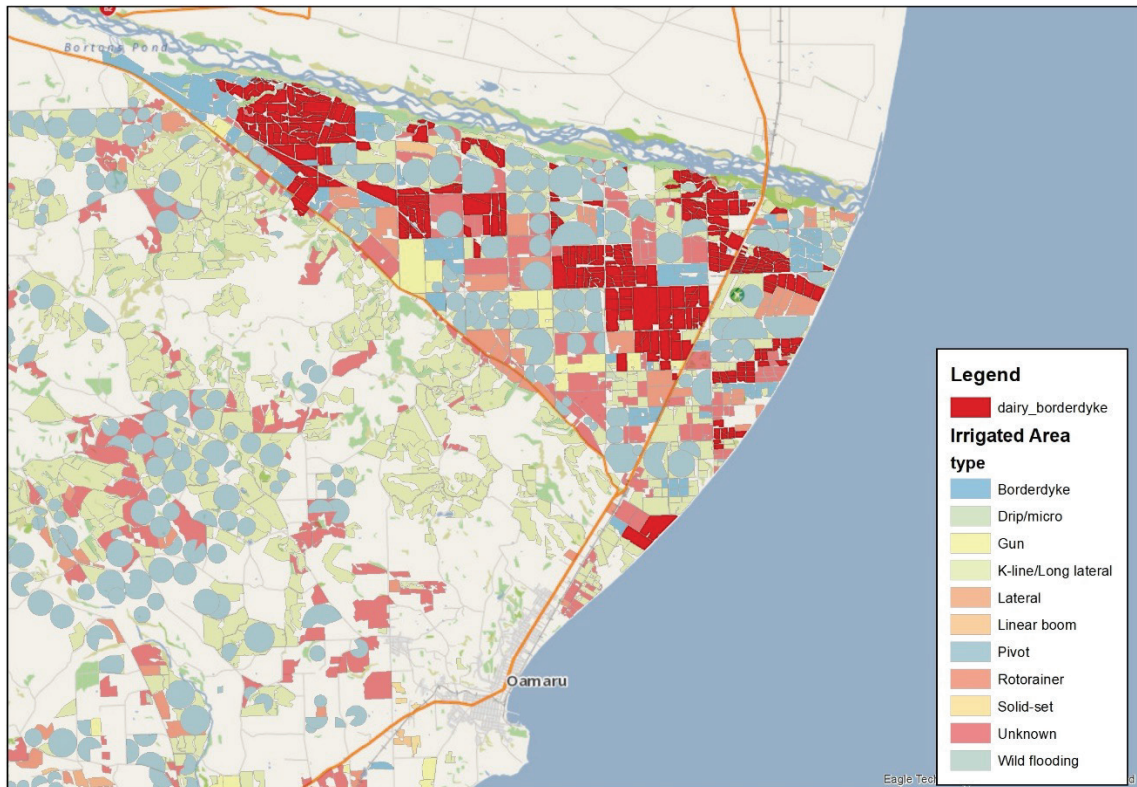 82
Bortons Pond
Oamaru
Legend
dairy_borderdyke
Irrigated Area
type
Borderdyke
Drip/micro
Gun
K-line/Long lateral
Lateral
Linear boom
Pivot
Rotorainer
Solid-set
Unknown
Wild flooding
Eagle